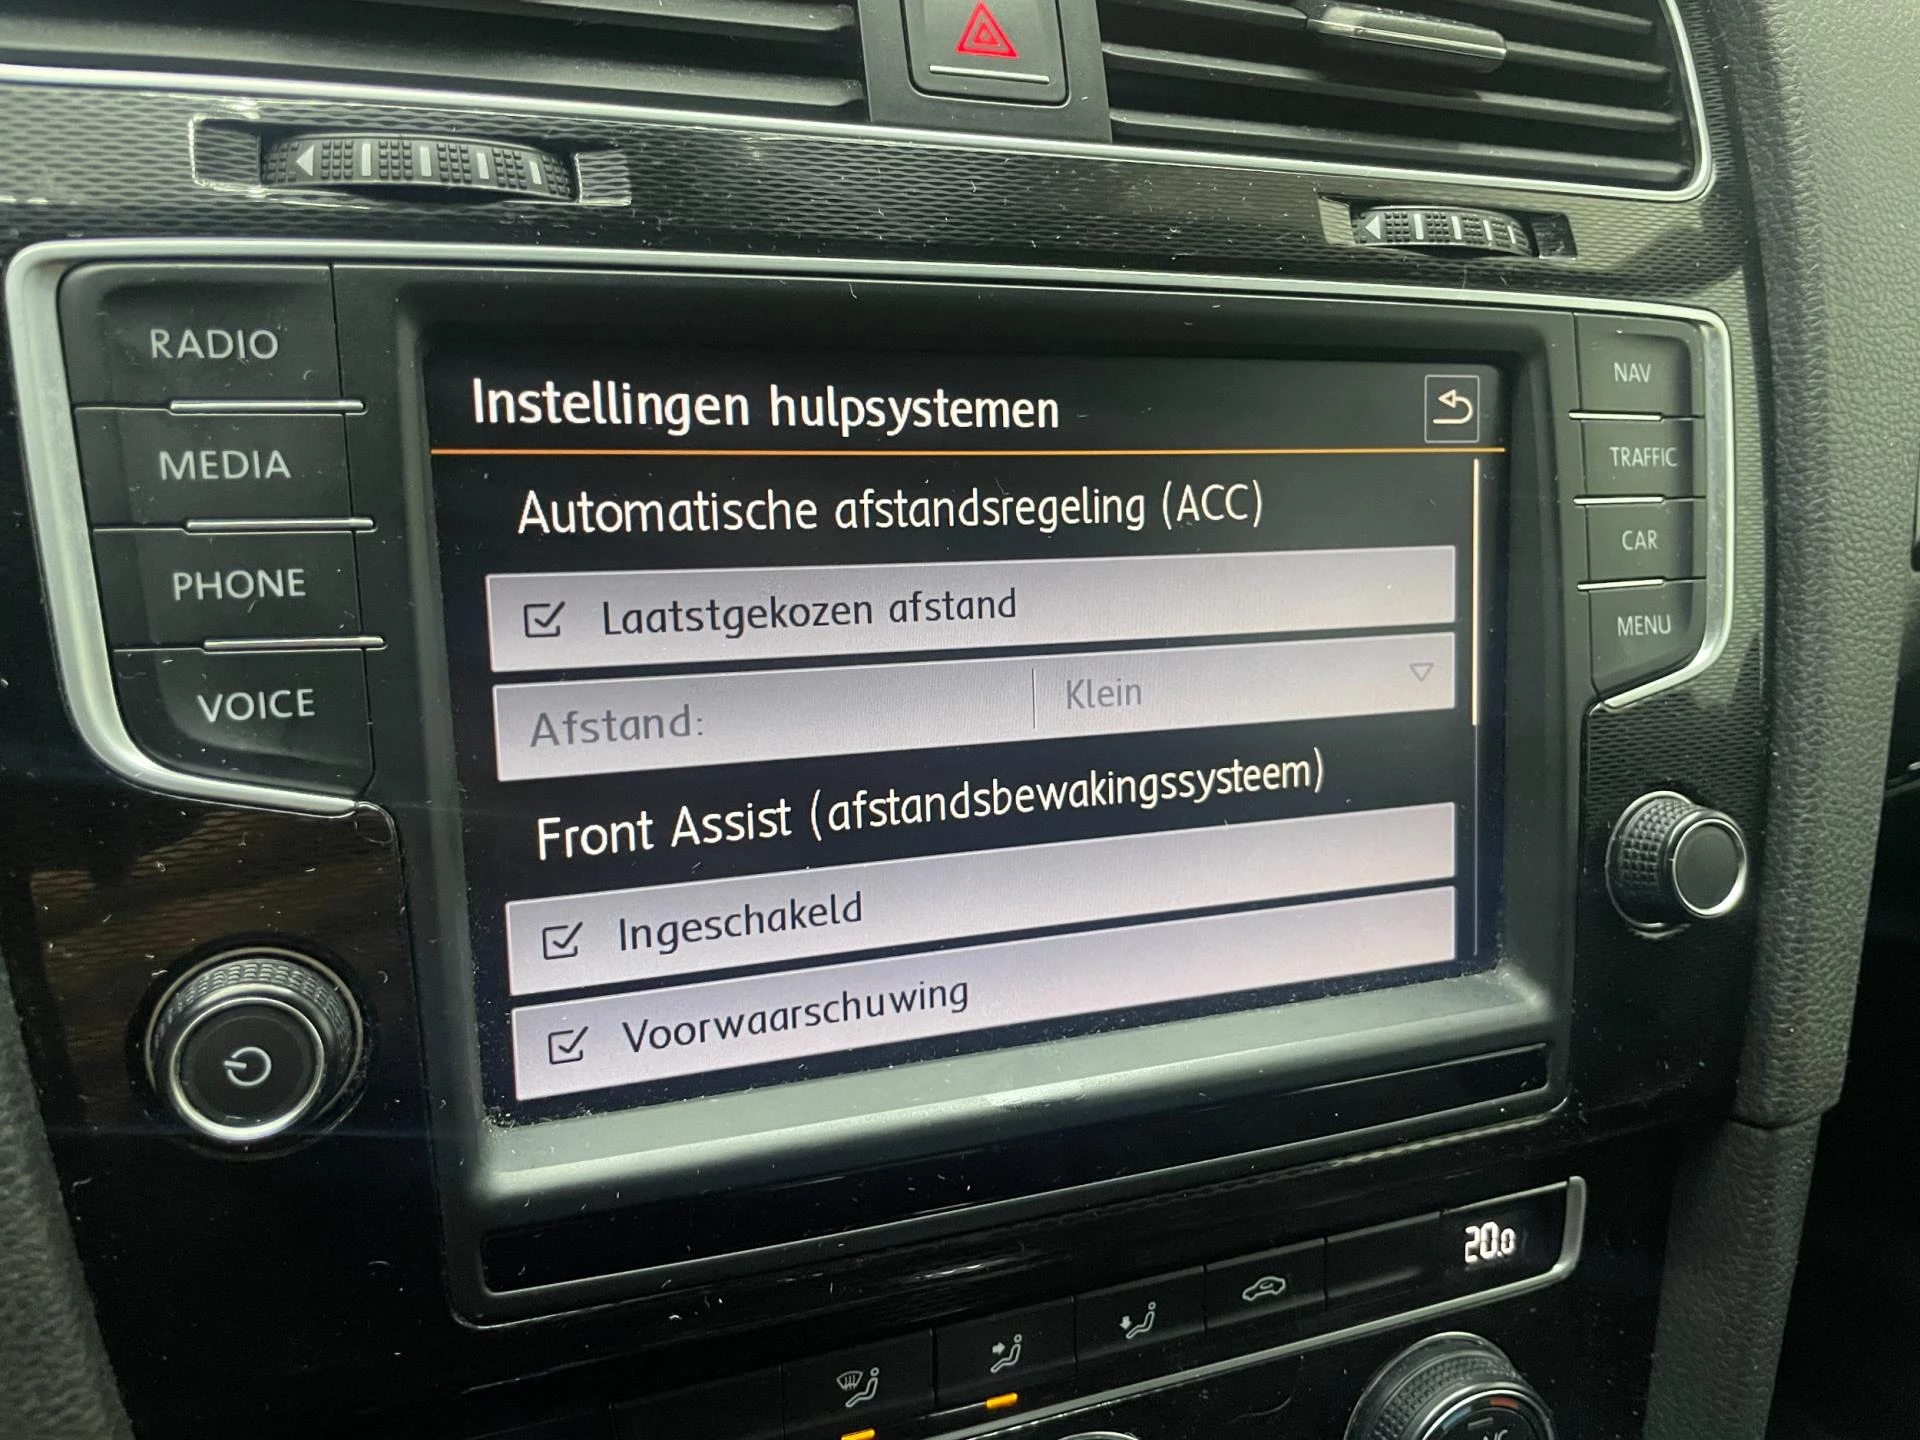 RADIO
MEDIA
PHONE
VOICE
Instellingen hulpsystemen
Automatische afstandsregeling (ACC)
Laatstgekozen afstand
Afstand: Klein
Front Assist (afstandsbewakingssysteem)
Ingeschakeld
Voorwaarschuwing
NAV
TRAFFIC
CAR
MENU
20.0